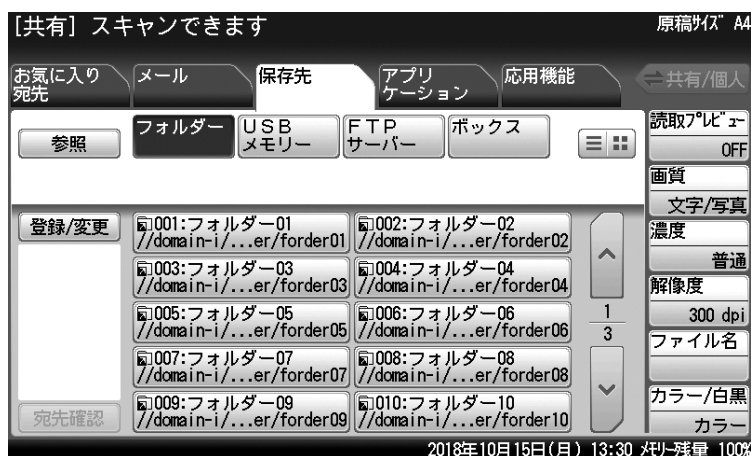 [共有] スキャンできます
原稿ｻｲｽﾞ A4
お気に入り
宛先
メール
保存先
アプリ
ケーション
応用機能
共有/個人
参照
フォルダー
USB
メモリー
FTP
サーバー
ボックス
読取ﾌﾟﾚﾋﾞｭｰ
OFF
画質
文字/写真
濃度
普通
解像度
300 dpi
ファイル名
カラー/白黒
カラー
登録/変更
001:フォルダー01
//domain-i/...er/forder01
002:フォルダー02
//domain-i/...er/forder02
003:フォルダー03
//domain-i/...er/forder03
004:フォルダー04
//domain-i/...er/forder04
005:フォルダー05
//domain-i/...er/forder05
006:フォルダー06
//domain-i/...er/forder06
007:フォルダー07
//domain-i/...er/forder07
008:フォルダー08
//domain-i/...er/forder08
009:フォルダー09
//domain-i/...er/forder09
010:フォルダー10
//domain-i/...er/forder10
1
3
宛先確認
2018年10月15日(月) 13:30 ﾒﾓﾘｰ残量 100%